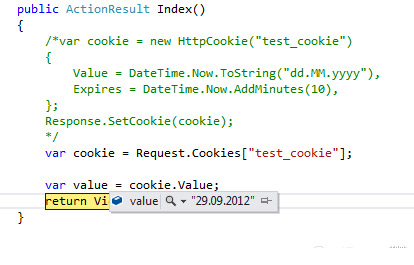 public ActionResult Index()
{
/*var cookie = new HttpCookie("test_cookie")
{
Value = DateTime.Now.ToString("dd.MM.yyyy"),
Expires = DateTime.Now.AddMinutes(10),
};
Response.SetCookie(cookie);
*/
var cookie = Request.Cookies["test_cookie"];
var value = cookie.Value;
return Vi value "29.09.2012"
}